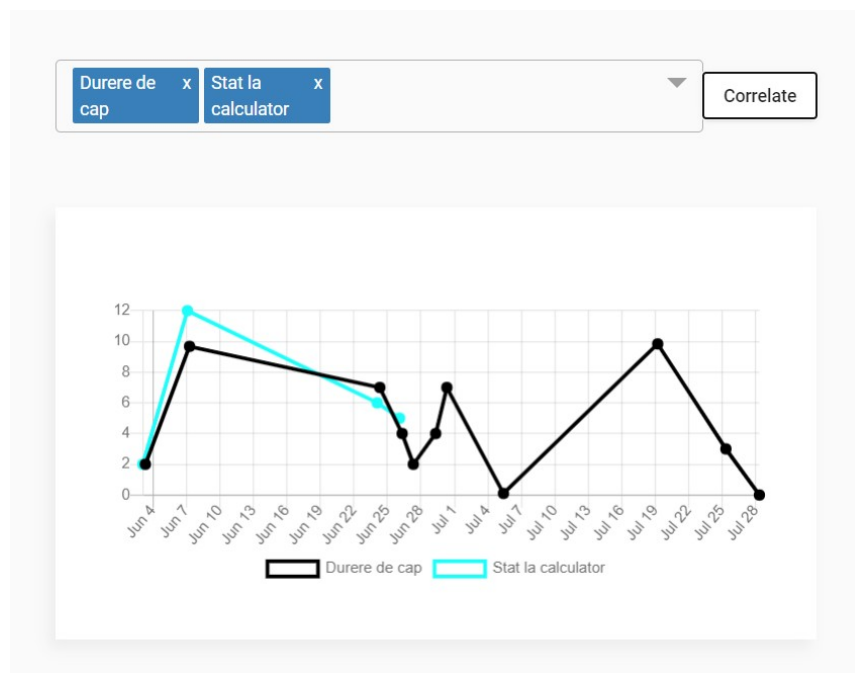 Durere de cap x Stat la calculator x
Correlate
12
10
8
6
4
2
0
Jun 4 Jun 7 Jun 10 Jun 13 Jun 16 Jun 19 Jun 22 Jun 25 Jun 28 Jul 1 Jul 4 Jul 7 Jul 10 Jul 13 Jul 16 Jul 19 Jul 22 Jul 25 Jul 28
Durere de cap Stat la calculator